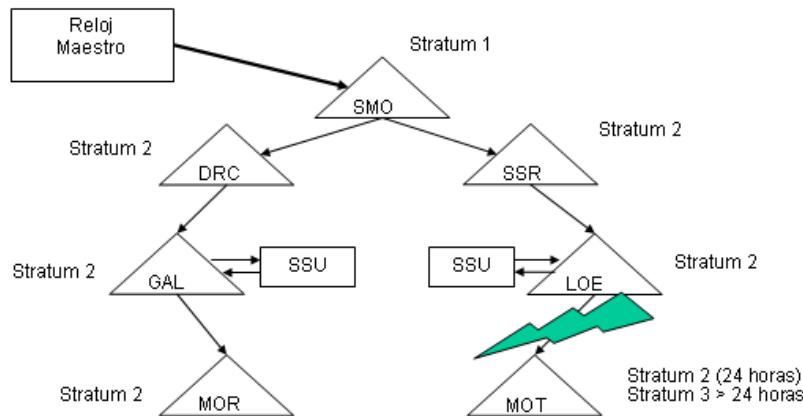 Reloj
Maestro
Stratum 1
SMO
Stratum 2
DRC
Stratum 2
SSR
Stratum 2
GAL
SSU
SSU
LOE
Stratum 2
Stratum 2
MOR
MOT
Stratum 2 (24 horas)
Stratum 3 > 24 horas